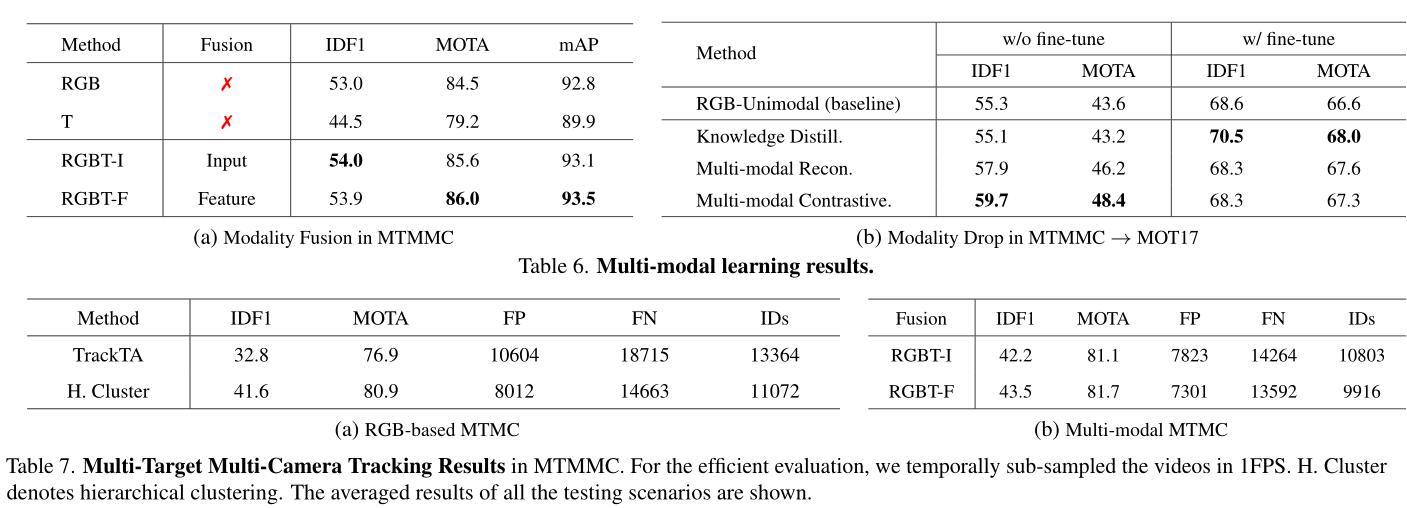 Method Fusion IDF1 MOTA mAP
RGB ✗ 53.0 84.5 92.8
T ✗ 44.5 79.2 89.9
RGBT-I Input 54.0 85.6 93.1
RGBT-F Feature 53.9 86.0 93.5
(a) Modality Fusion in MTMMC
Method w/o fine-tune w/ fine-tune
IDF1 MOTA IDF1 MOTA
RGB-Unimodal (baseline) 55.3 43.6 68.6 66.6
Knowledge Distill. 55.1 43.2 70.5 68.0
Multi-modal Recon. 57.9 46.2 68.3 67.6
Multi-modal Contrastive. 59.7 48.4 68.3 67.3
(b) Modality Drop in MTMMC → MOT17
Table 6. Multi-modal learning results.
Method IDF1 MOTA FP FN IDs
TrackTA 32.8 76.9 10604 18715 13364
H. Cluster 41.6 80.9 8012 14663 11072
(a) RGB-based MTMC
Fusion IDF1 MOTA FP FN IDs
RGBT-I 42.2 81.1 7823 14264 10803
RGBT-F 43.5 81.7 7301 13592 9916
(b) Multi-modal MTMC
Table 7. Multi-Target Multi-Camera Tracking Results in MTMMC. For the efficient evaluation, we temporally sub-sampled the videos in 1FPS. H. Cluster
denotes hierarchical clustering. The averaged results of all the testing scenarios are shown.